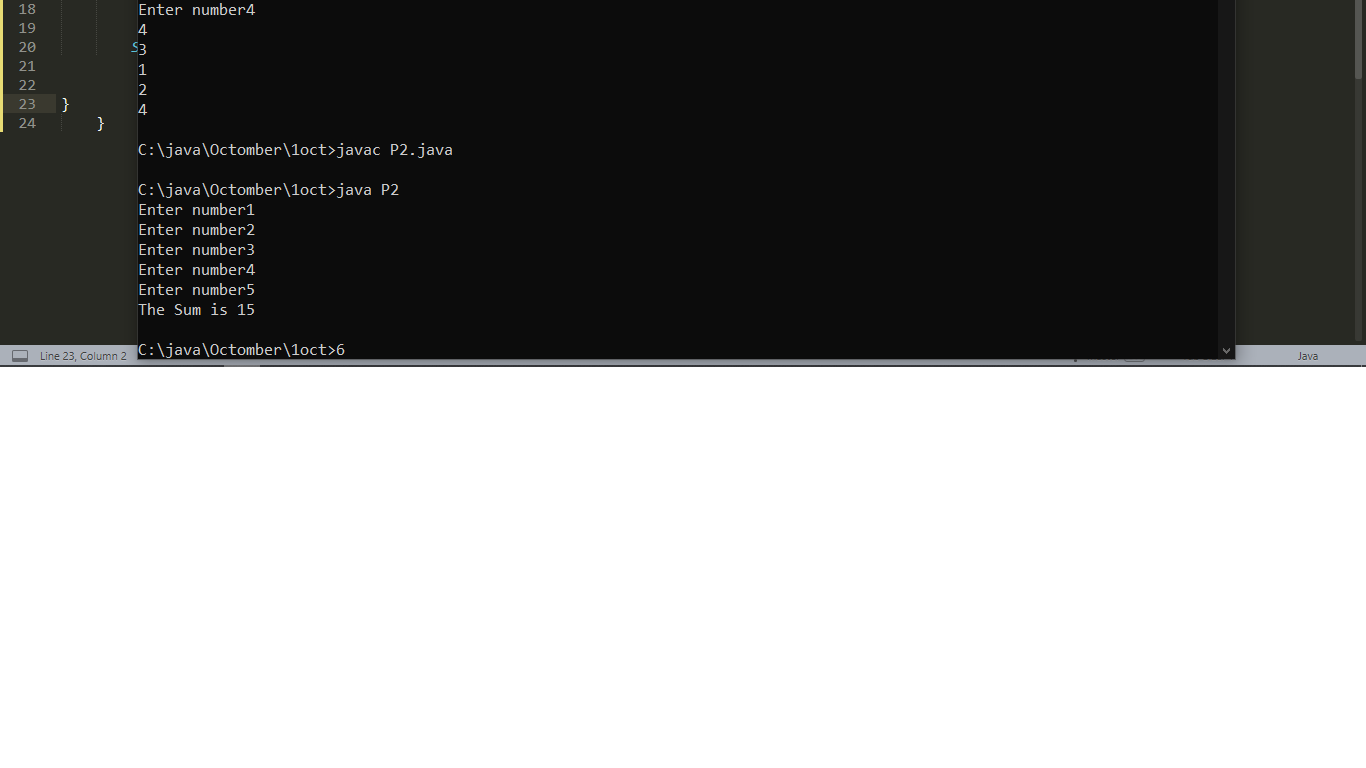 18
19
20 S
21
22
23 }
24 }
Enter number4
4
3
1
2
4
C:\java\Octomber\1oct>javac P2.java
C:\java\Octomber\1oct>java P2
Enter number1
Enter number2
Enter number3
Enter number4
Enter number5
The Sum is 15
C:\java\Octomber\1oct>6
Line 23, Column 2
Java